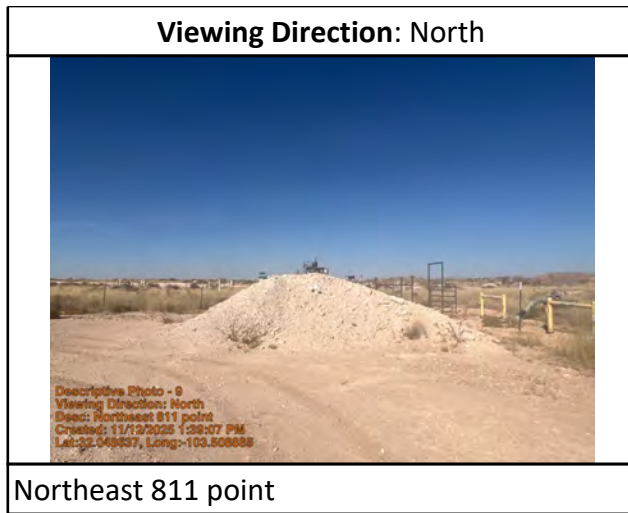 Viewing Direction: North
Descriptive Photo - 9
Viewing Direction: North
Desc: Northeast 811 point
Created: 11/12/2025 1:39:07 PM
Northeast 811 point